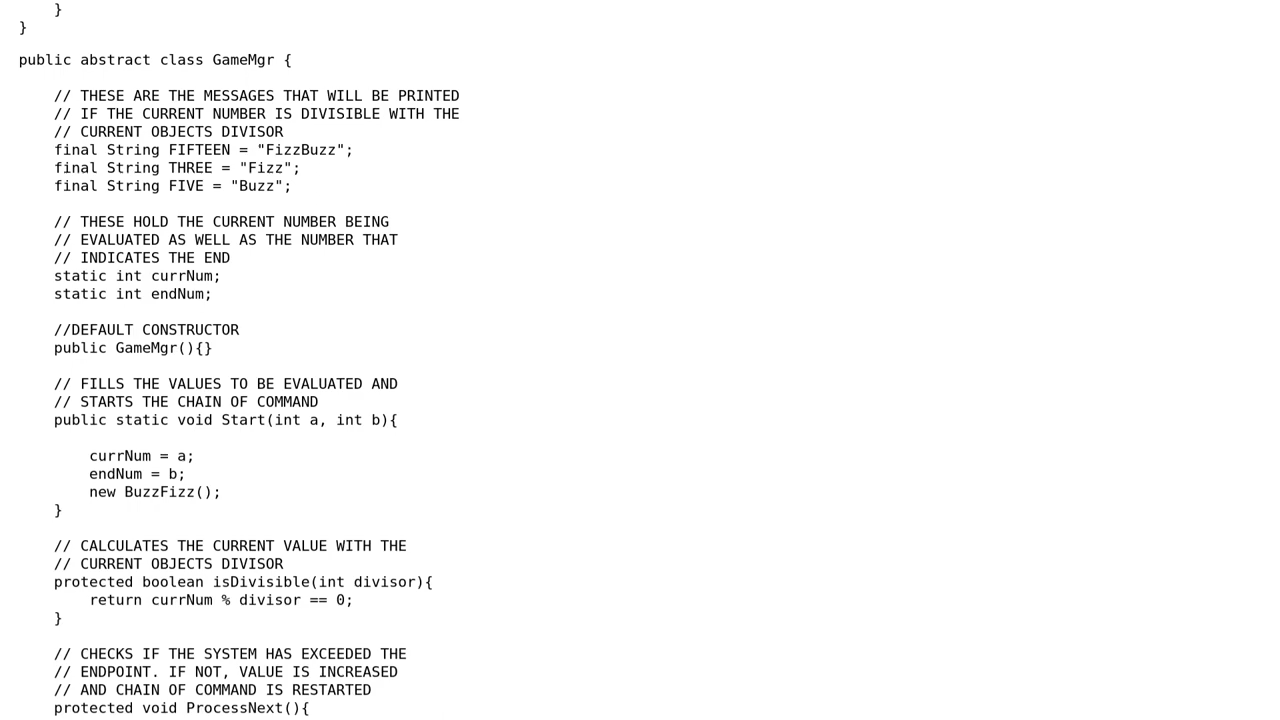 }
}
public abstract class GameMgr {
    // THESE ARE THE MESSAGES THAT WILL BE PRINTED
    // IF THE CURRENT NUMBER IS DIVISIBLE WITH THE
    // CURRENT OBJECTS DIVISOR
    final String FIFTEEN = "FizzBuzz";
    final String THREE = "Fizz";
    final String FIVE = "Buzz";
    // THESE HOLD THE CURRENT NUMBER BEING
    // EVALUATED AS WELL AS THE NUMBER THAT
    // INDICATES THE END
    static int currNum;
    static int endNum;
    //DEFAULT CONSTRUCTOR
    public GameMgr(){}
    // FILLS THE VALUES TO BE EVALUATED AND
    // STARTS THE CHAIN OF COMMAND
    public static void Start(int a, int b){
        currNum = a;
        endNum = b;
        new BuzzFizz();
    }
    // CALCULATES THE CURRENT VALUE WITH THE
    // CURRENT OBJECTS DIVISOR
    protected boolean isDivisible(int divisor){
        return currNum % divisor == 0;
    }
    // CHECKS IF THE SYSTEM HAS EXCEEDED THE
    // ENDPOINT. IF NOT, VALUE IS INCREASED
    // AND CHAIN OF COMMAND IS RESTARTED
    protected void ProcessNext(){